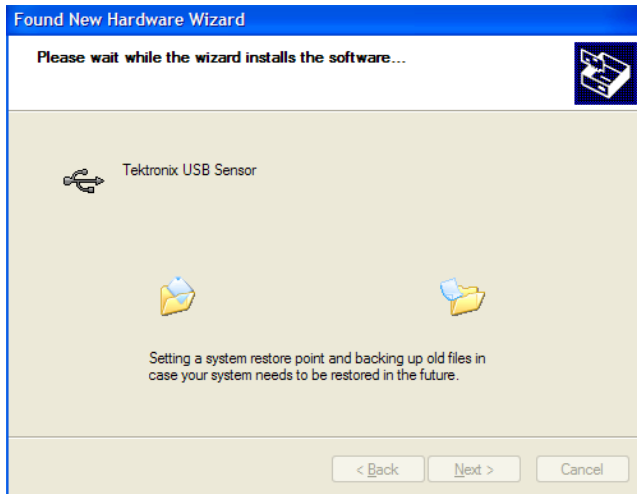 Found New Hardware Wizard
Please wait while the wizard installs the software...
Tektronix USB Sensor
Setting a system restore point and backing up old files in
case your system needs to be restored in the future.
< Back
Next >
Cancel